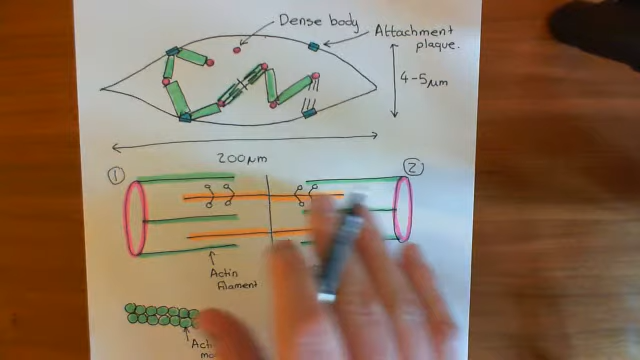 Dense body
Attachment
plaque.
4-5μm
200μm
1
2
Actin
Filament